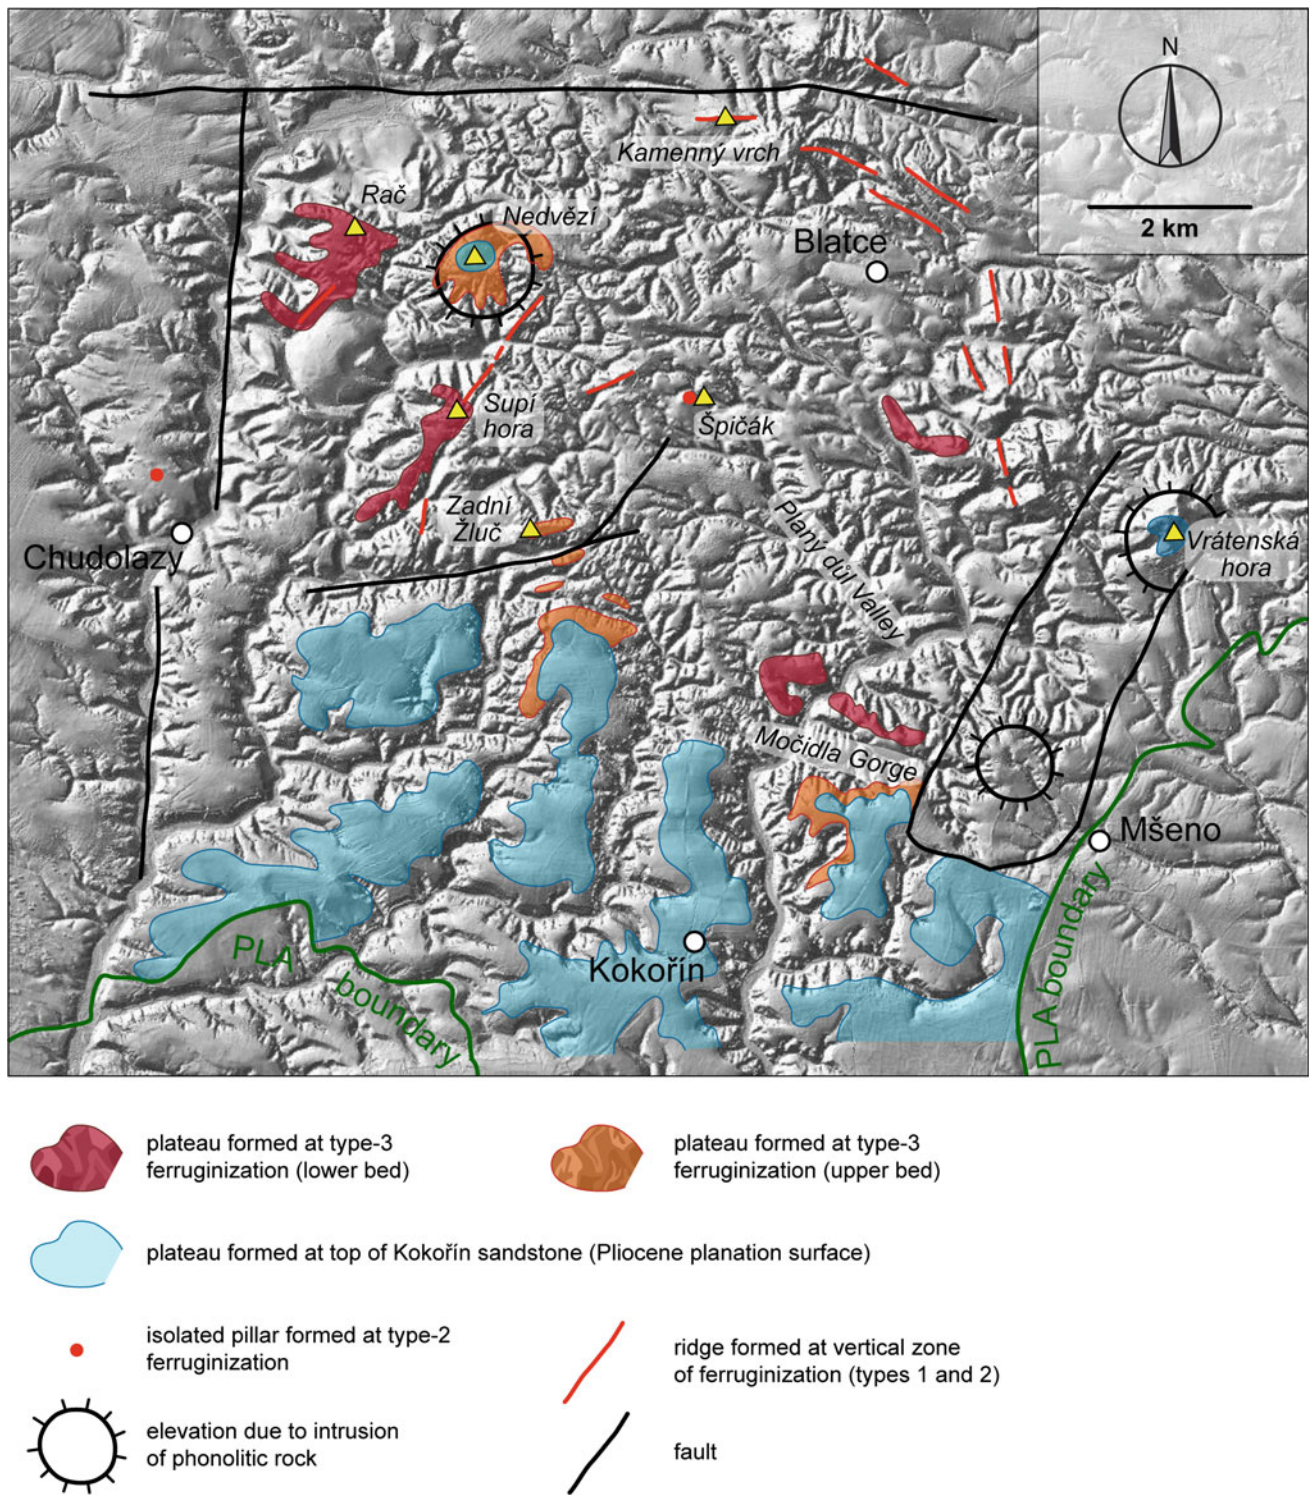 N
2 km
Kamenný vrch
Rač
Nedvězí
Blatce
Supí
hora
Špičák
Zadní
Žluč
Planý důl Valley
Vrátenská
hora
Chudolazy
Močidla Gorge
Mšeno
PLA
boundary
Kokořín
PLA boundary
plateau formed at type-3
ferruginization (lower bed)
plateau formed at type-3
ferruginization (upper bed)
plateau formed at top of Kokořín sandstone (Pliocene planation surface)
isolated pillar formed at type-2
ferruginization
ridge formed at vertical zone
of ferruginization (types 1 and 2)
elevation due to intrusion
of phonolitic rock
fault